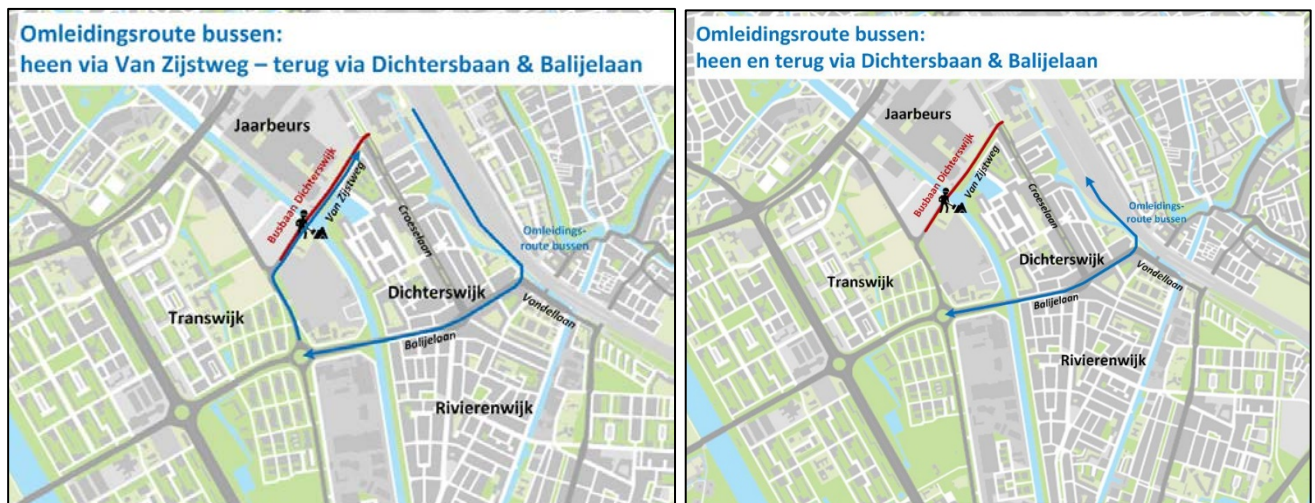 Omleidingsroute bussen:
heen via Van Zijstweg – terug via Dichtersbaan & Balijelaan
Jaarbeurs
Busbaan Dichterswijk
Van Zijstweg
Croeselaan
Omleidings-
route bussen
Dichterswijk
Vondellaan
Transwijk
Balijelaan
Rivierenwijk
Omleidingsroute bussen:
heen en terug via Dichtersbaan & Balijelaan
Jaarbeurs
Busbaan Dichterswijk
Van Zijstweg
Croeselaan
Omleidings-
route bussen
Dichterswijk
Vondellaan
Transwijk
Balijelaan
Rivierenwijk